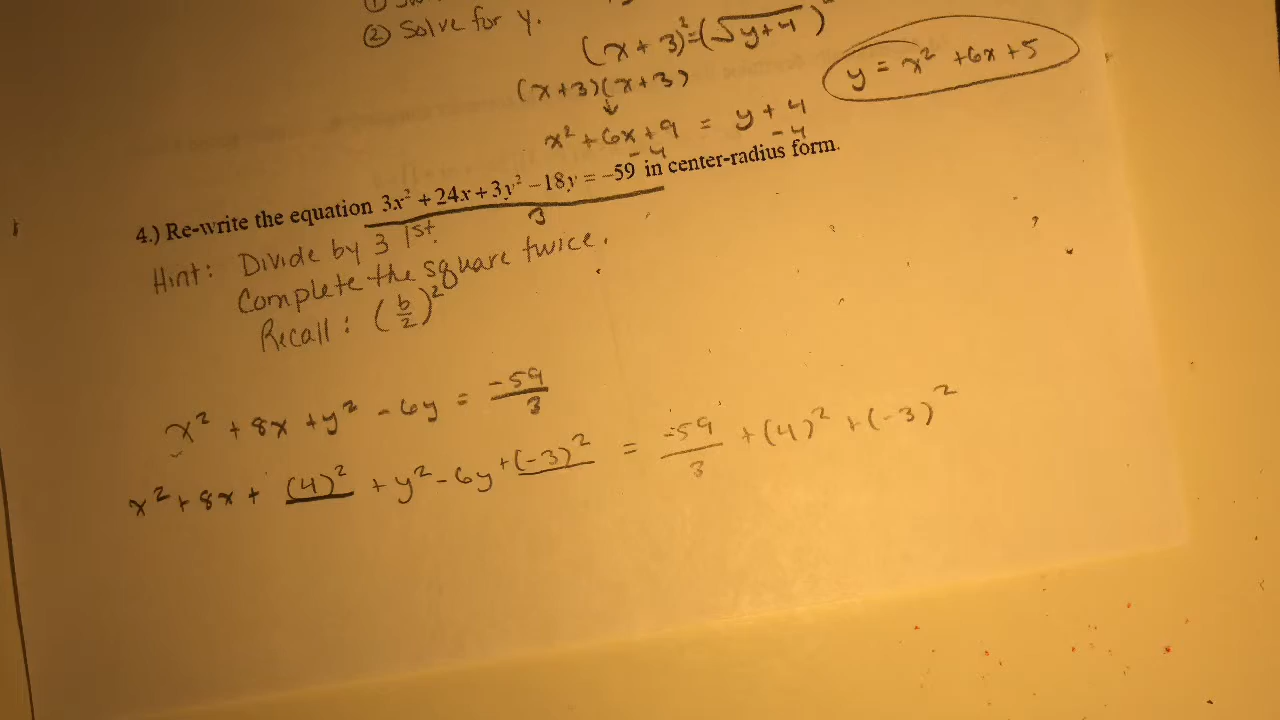 ② Solve for y.
(x + 3)² = (√y+4)²
(x+3)(x+3)
y = x² + 6x + 5
x² + 6x + 9 = y + 4
- 4 - 4
4.) Re-write the equation 3x² + 24x + 3y² − 18y = −59 in center-radius form.
3
Hint: Divide by 3 1st.
Complete the square twice.
Recall: (b/2)²
x² + 8x + y² - 6y = -59/3
x² + 8x + (4)² + y² - 6y + (-3)² = -59/3 + (4)² + (-3)²